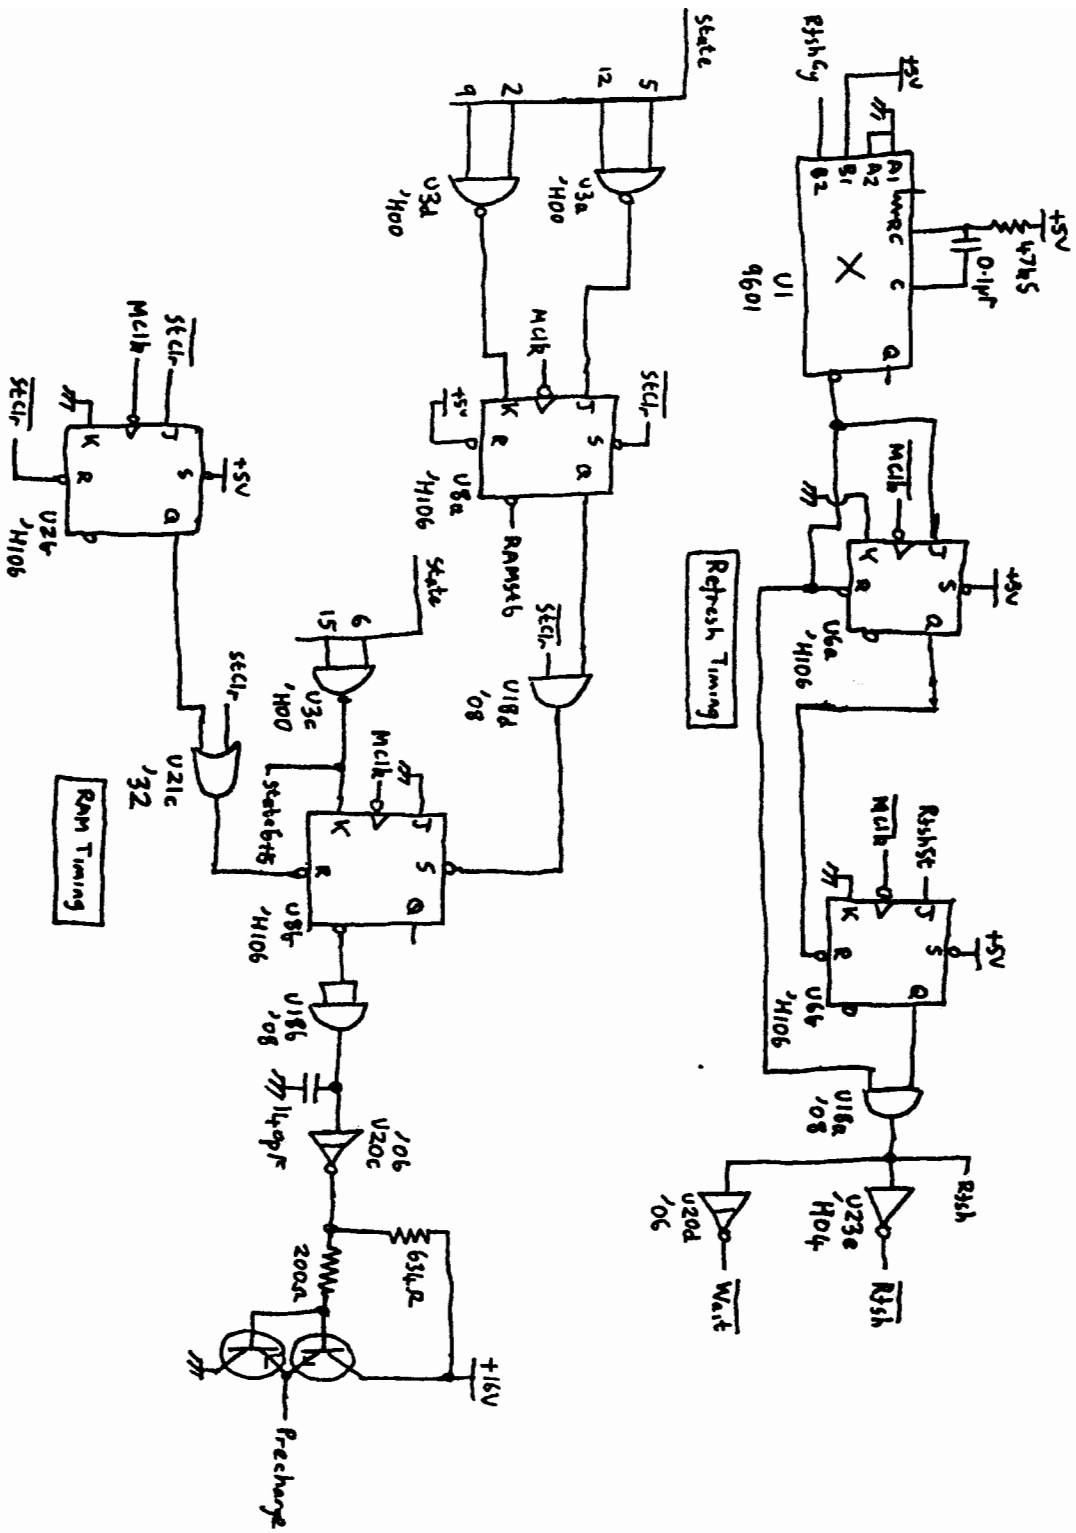 +5V
47k5
0.1µF
+5V
A1
A2
B1
B2
RC
C
Q
X
RfshCy
U1
9601
+5V
MClk
J
S
Q
K
R
U6a
'H106
+5V
RfshSt
MClk
J
S
Q
K
R
U6b
'H106
U18a
'08
Rfsh
U23e
'H04
Rfsh
U20d
'06
Wait
Refresh Timing
State
5
12
2
9
U3a
'H00
U3d
'H00
MClk
StClr
J
S
Q
K
R
+5V
U8a
'H106
RAMStb
StClr
U18d
'08
State
6
15
U3c
'H00
MClk
J
S
Q
K
R
U8b
'H106
U18b
'08
140pF
'06
U20c
634Ω
200Ω
+16V
N
P
Precharge
StClr
MClk
StClr
+5V
J
S
Q
K
R
U2b
'H106
StClr
U21c
'32
RAM Timing